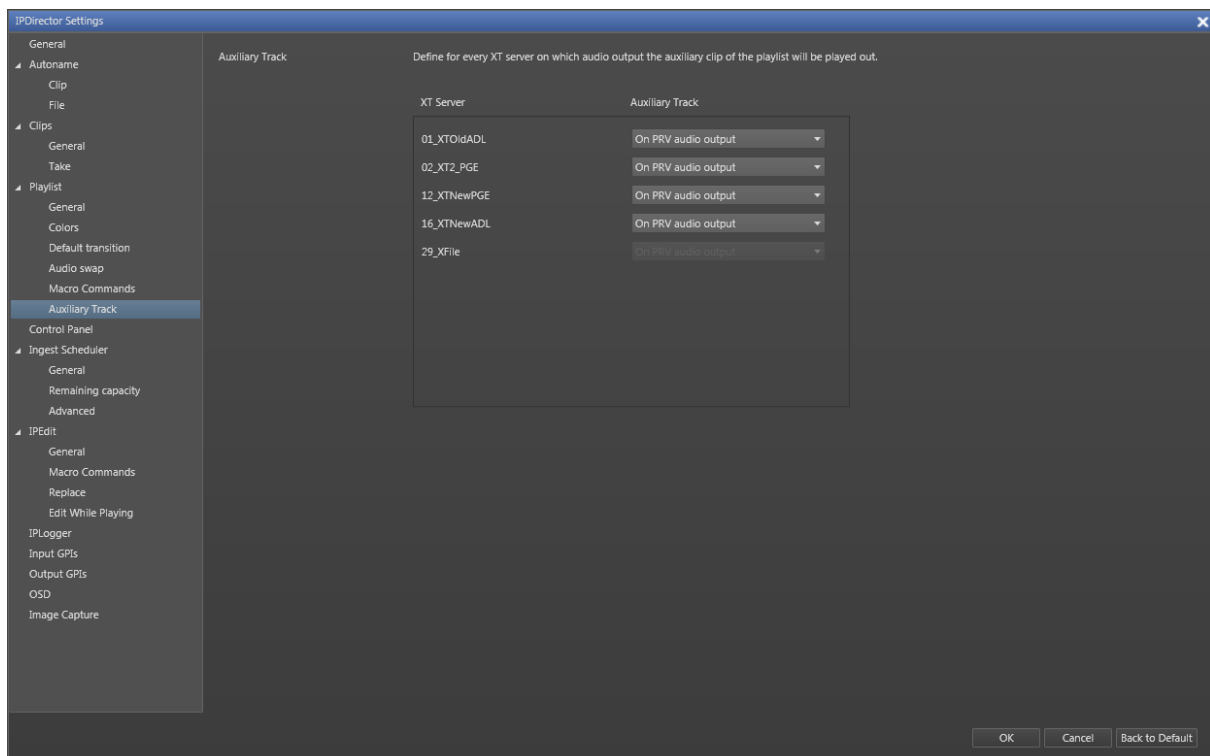 IPDirector Settings
General
Autoname
Clip
File
Clips
General
Take
Playlist
General
Colors
Default transition
Audio swap
Macro Commands
Auxiliary Track
Control Panel
Ingest Scheduler
General
Remaining capacity
Advanced
IPEdit
General
Macro Commands
Replace
Edit While Playing
IPLogger
Input GPIs
Output GPIs
OSD
Image Capture
Auxiliary Track
Define for every XT server on which audio output the auxiliary clip of the playlist will be played out.
XT Server Auxiliary Track
01_XTOldADL On PRV audio output
02_XT2_PGE On PRV audio output
12_XTNewPGE On PRV audio output
16_XTNewADL On PRV audio output
29_XFile On PRV audio output
OK Cancel Back to Default